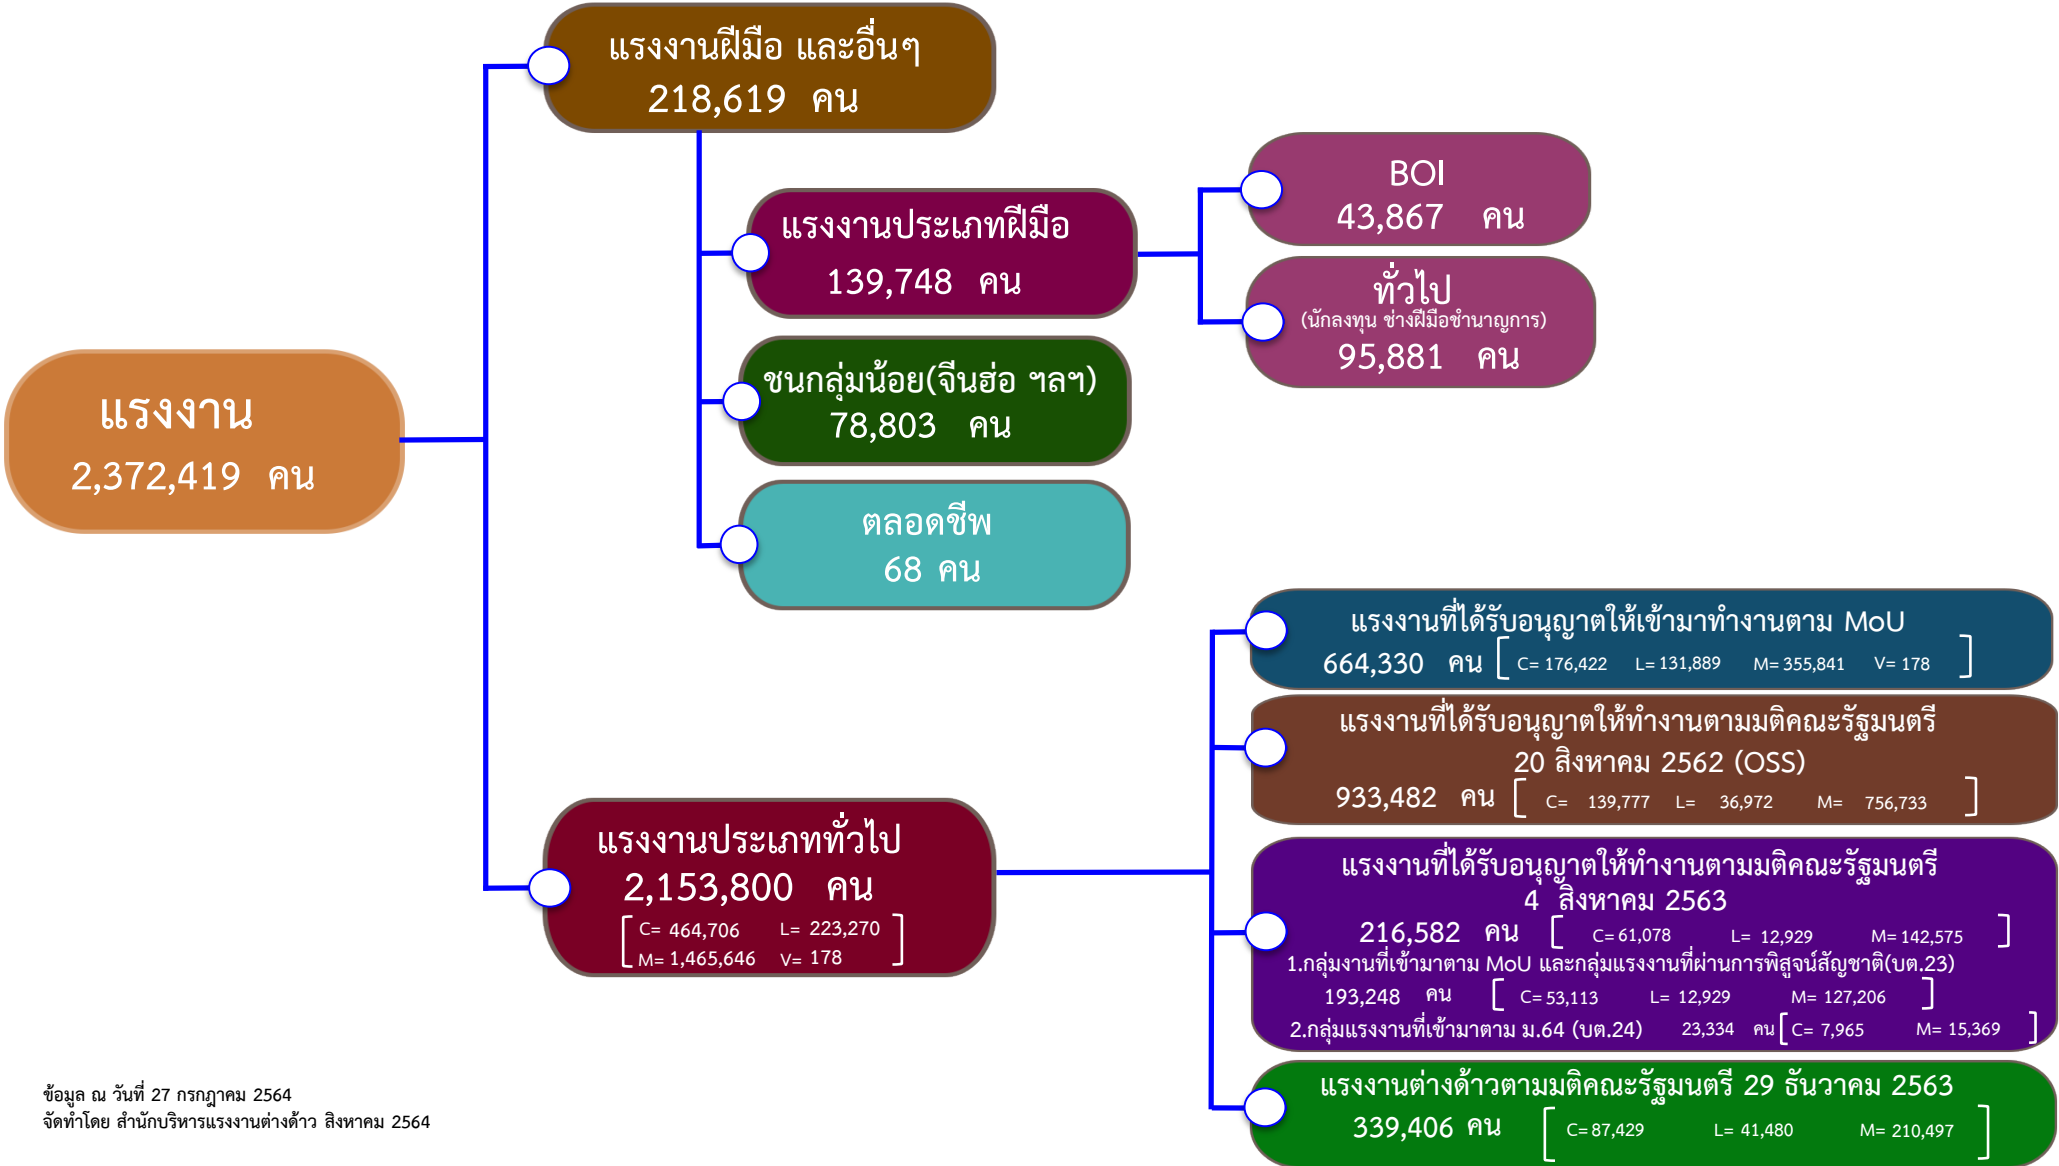 แรงงานฝีมือ และอื่นๆ
218,619 คน
BOI
43,867 คน
แรงงานประเภทฝีมือ
139,748 คน
ทั่วไป
(นักลงทุน ช่างฝีมือชำนาญการ)
95,881 คน
ชนกลุ่มน้อย(จีนฮ่อ ฯลฯ)
78,803 คน
แรงงาน
2,372,419 คน
ตลอดชีพ
68 คน
แรงงานที่ได้รับอนุญาตให้เข้ามาทำงานตาม MoU
664,330 คน [ C= 176,422 L= 131,889 M= 355,841 V= 178 ]
แรงงานที่ได้รับอนุญาตให้ทำงานตามมติคณะรัฐมนตรี
20 สิงหาคม 2562 (OSS)
933,482 คน [ C= 139,777 L= 36,972 M= 756,733 ]
แรงงานประเภททั่วไป
2,153,800 คน
[ C= 464,706 L= 223,270
M= 1,465,646 V= 178 ]
แรงงานที่ได้รับอนุญาตให้ทำงานตามมติคณะรัฐมนตรี
4 สิงหาคม 2563
216,582 คน [ C= 61,078 L= 12,929 M= 142,575 ]
1.กลุ่มงานที่เข้ามาตาม MoU และกลุ่มแรงงานที่ผ่านการพิสูจน์สัญชาติ(บต.23)
193,248 คน [ C= 53,113 L= 12,929 M= 127,206 ]
2.กลุ่มแรงงานที่เข้ามาตาม ม.64 (บต.24) 23,334 คน [ C= 7,965 M= 15,369 ]
แรงงานต่างด้าวตามมติคณะรัฐมนตรี 29 ธันวาคม 2563
339,406 คน [ C= 87,429 L= 41,480 M= 210,497 ]
ข้อมูล ณ วันที่ 27 กรกฎาคม 2564
จัดทำโดย สำนักบริหารแรงงานต่างด้าว สิงหาคม 2564